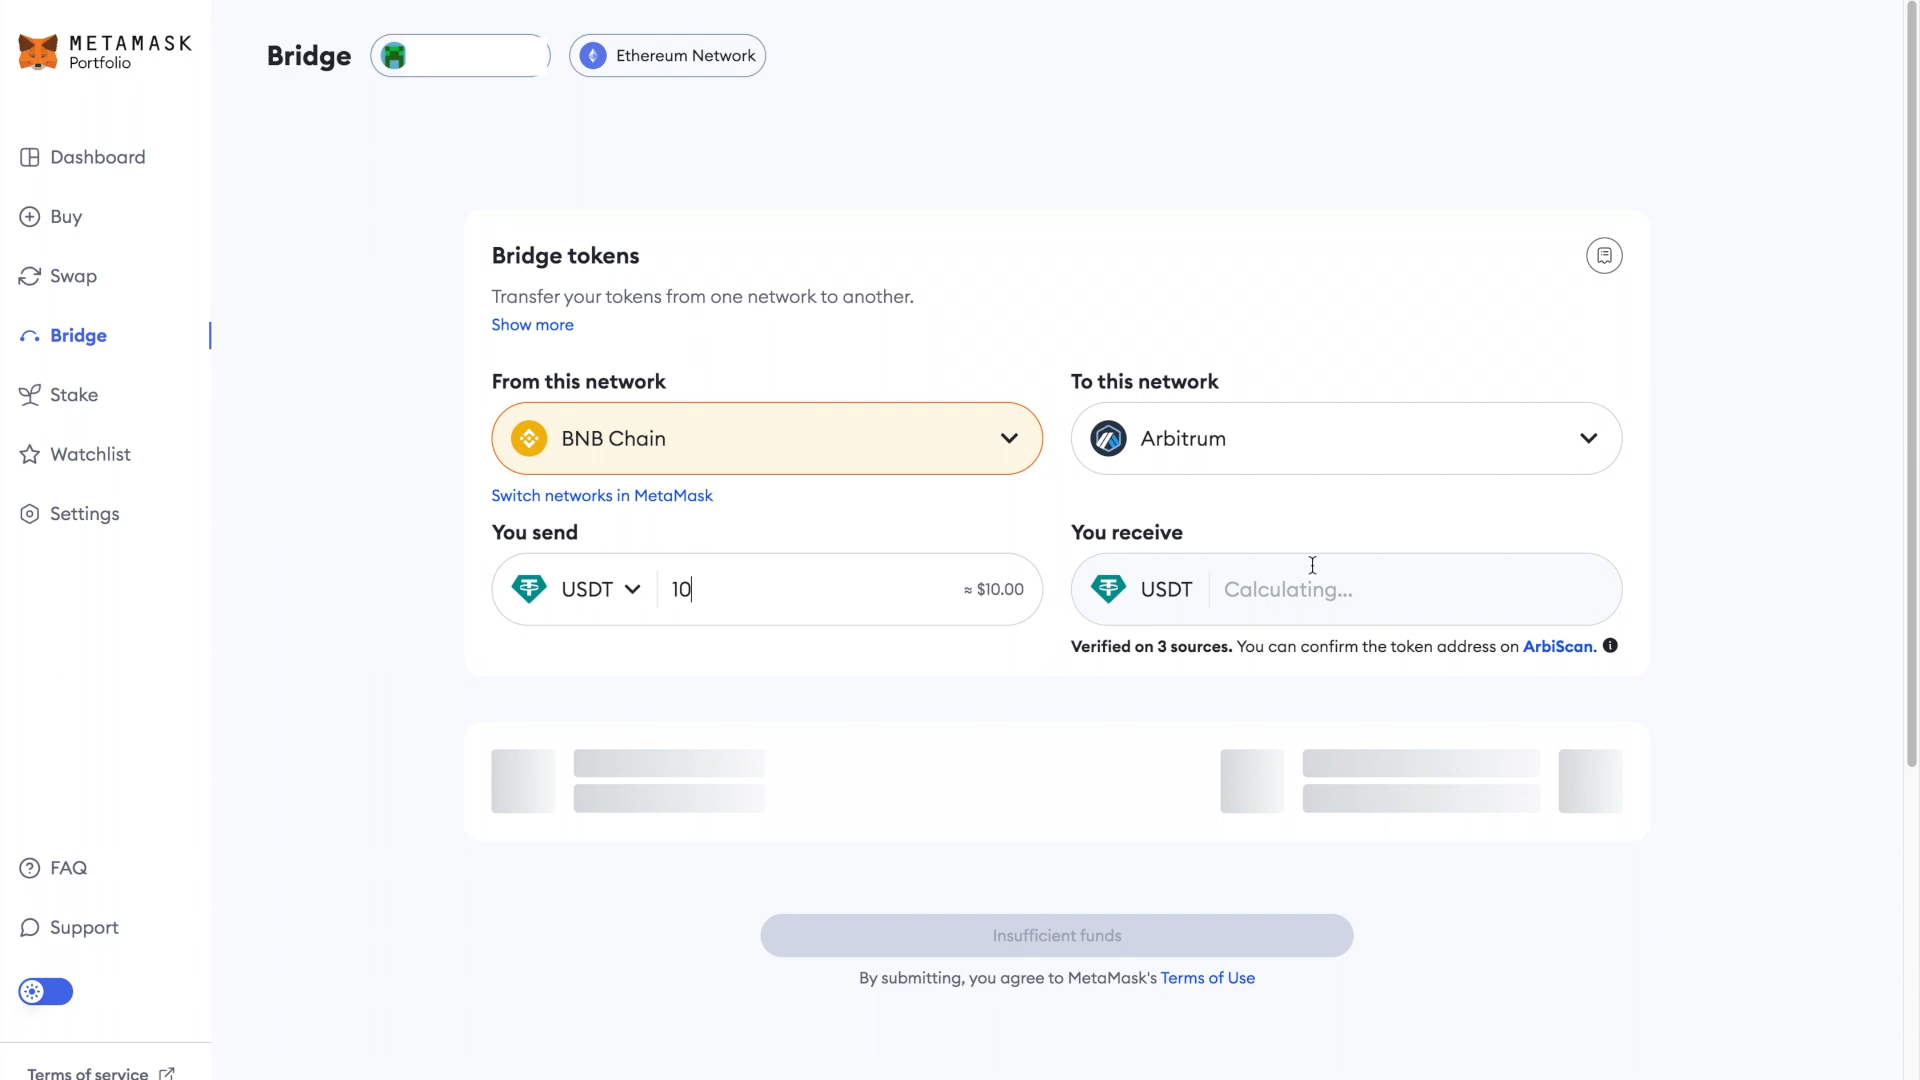 METAMASK
Portfolio
Bridge
Ethereum Network
Dashboard
Buy
Swap
Bridge
Stake
Watchlist
Settings
Bridge tokens
Transfer your tokens from one network to another.
Show more
From this network
To this network
BNB Chain
Arbitrum
Switch networks in MetaMask
You send
You receive
USDT 10 ≈ $10.00
USDT Calculating...
Verified on 3 sources. You can confirm the token address on ArbiScan.
Insufficient funds
By submitting, you agree to MetaMask's Terms of Use
FAQ
Support
Terms of service